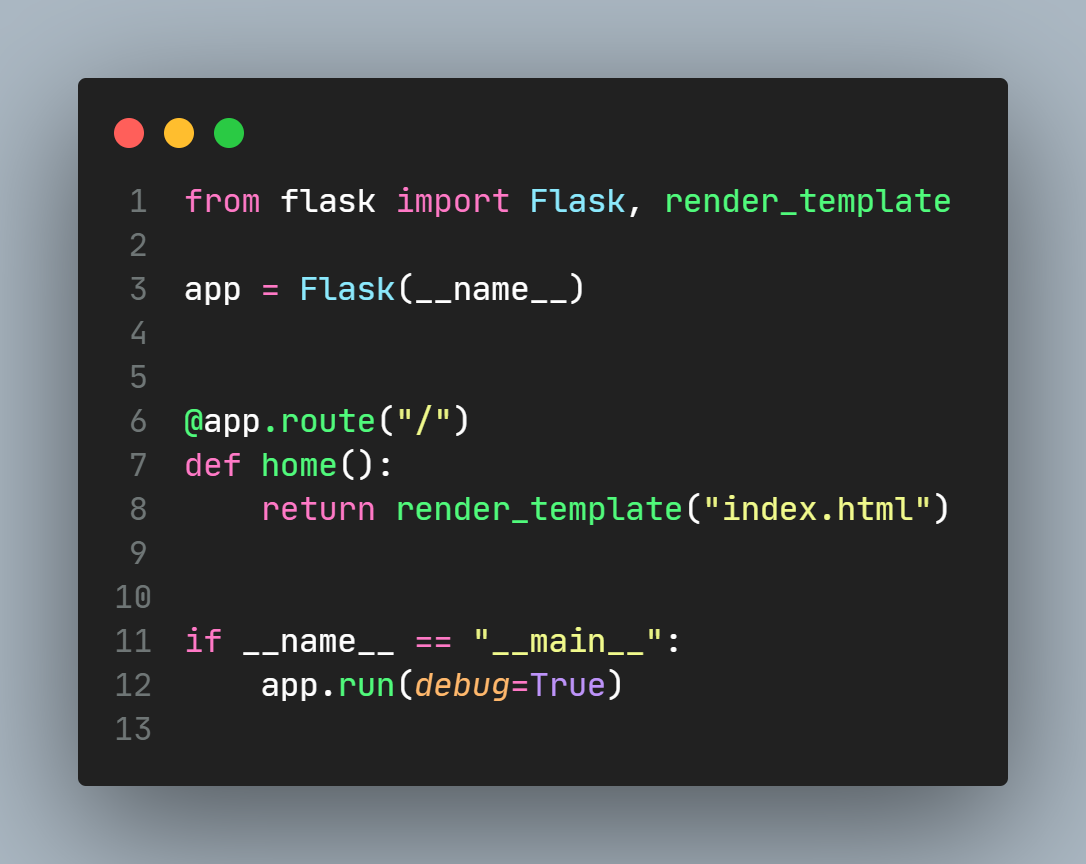 1 from flask import Flask, render_template
2
3 app = Flask(__name__)
4
5
6 @app.route("/")
7 def home():
8     return render_template("index.html")
9
10
11 if __name__ == "__main__":
12     app.run(debug=True)
13